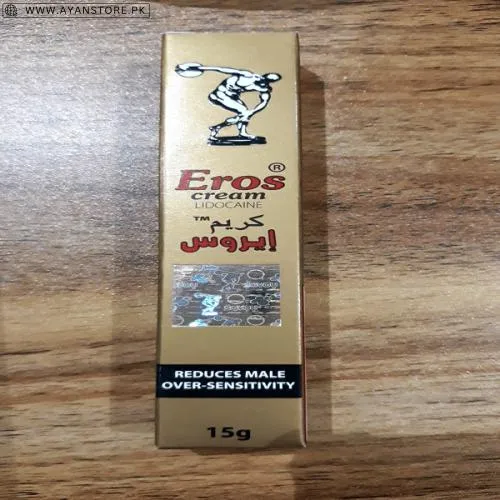 WWW.AYANSTORE.PK
Eros®
cream
LIDOCAINE
كريم™
إيروس
REDUCES MALE
OVER-SENSITIVITY
15g